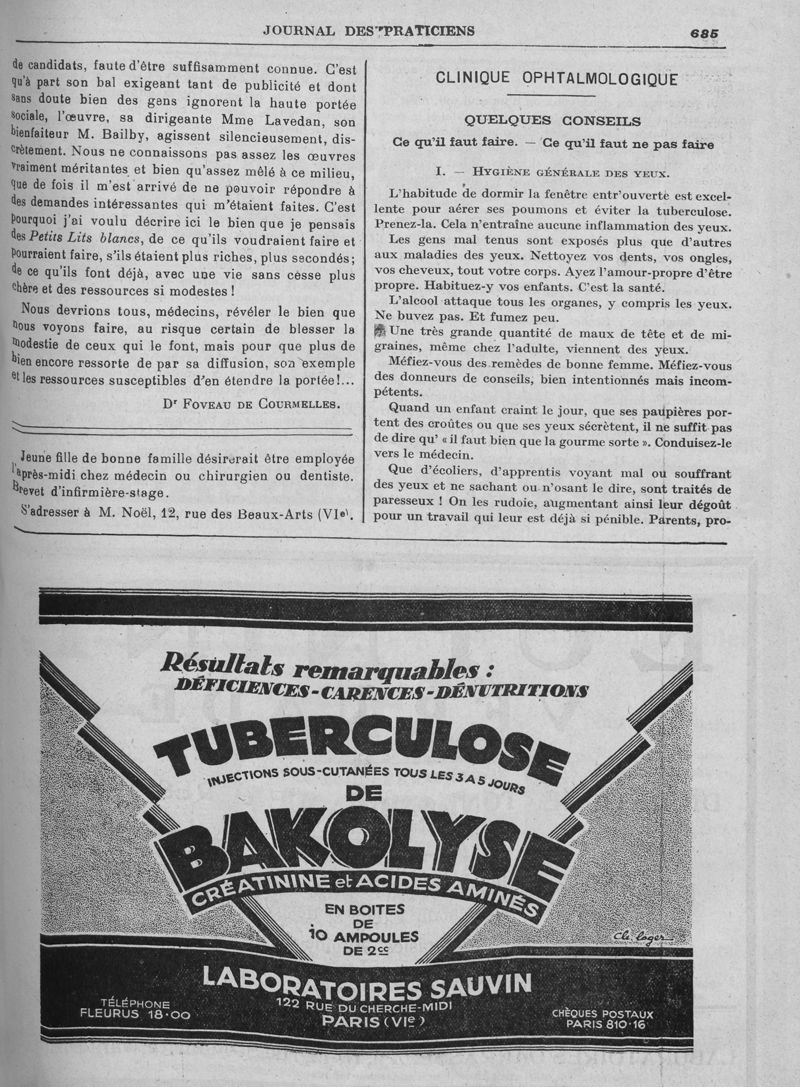 JOURNAL DES PRATICIENS
685
de candidats, faute d'être suffisamment connue. C'est
qu'à part son bal exigeant tant de publicité et dont
sans doute bien des gens ignorent la haute portée
sociale, l'œuvre, sa dirigeante Mme Lavedan, son
bienfaiteur M. Bailby, agissent silencieusement, dis-
crètement. Nous ne connaissons pas assez les œuvres
vraiment méritantes et bien qu'assez mêlé à ce milieu,
que de fois il m'est arrivé de ne pouvoir répondre à
des demandes intéressantes qui m'étaient faites. C'est
pourquoi j'ai voulu décrire ici le bien que je pensais
des Petits Lits blancs, de ce qu'ils voudraient faire et
pourraient faire, s'ils étaient plus riches, plus secondés;
de ce qu'ils font déjà, avec une vie sans cesse plus
chère et des ressources si modestes !
Nous devrions tous, médecins, révéler le bien que
nous voyons faire, au risque certain de blesser la
modestie de ceux qui le font, mais pour que plus de
bien encore ressorte de par sa diffusion, son exemple
et les ressources susceptibles d'en étendre la portée!...
Dr FOVEAU DE COURMELLES.
Jeune fille de bonne famille désirerait être employée
l'après-midi chez médecin ou chirurgien ou dentiste.
Brevet d'infirmière-stage.
S'adresser à M. Noël, 12, rue des Beaux-Arts (VIe).
CLINIQUE OPHTALMOLOGIQUE
QUELQUES CONSEILS
Ce qu'il faut faire. — Ce qu'il faut ne pas faire
I. — HYGIÈNE GÉNÉRALE DES YEUX.
L'habitude de dormir la fenêtre entr'ouverte est excel-
lente pour aérer ses poumons et éviter la tuberculose.
Prenez-la. Cela n'entraîne aucune inflammation des yeux.
Les gens mal tenus sont exposés plus que d'autres
aux maladies des yeux. Nettoyez vos dents, vos ongles,
vos cheveux, tout votre corps. Ayez l'amour-propre d'être
propre. Habituez-y vos enfants. C'est la santé.
L'alcool attaque tous les organes, y compris les yeux.
Ne buvez pas. Et fumez peu.
Une très grande quantité de maux de tête et de mi-
graines, même chez l'adulte, viennent des yeux.
Méfiez-vous des remèdes de bonne femme. Méfiez-vous
des donneurs de conseils, bien intentionnés mais incom-
pétents.
Quand un enfant craint le jour, que ses paupières por-
tent des croûtes ou que ses yeux sécrètent, il ne suffit pas
de dire qu' « il faut bien que la gourme sorte ». Conduisez-le
vers le médecin.
Que d'écoliers, d'apprentis voyant mal ou souffrant
des yeux et ne sachant ou n'osant le dire, sont traités de
paresseux ! On les rudoie, augmentant ainsi leur dégoût
pour un travail qui leur est déjà si pénible. Parents, pro-
Résultats remarquables :
DÉFICIENCES-CARENCES-DÉNUTRITIONS
TUBERCULOSE
INJECTIONS SOUS-CUTANÉES TOUS LES 3 A 5 JOURS
DE
BAKOLYSE
CRÉATININE et ACIDES AMINÉS
EN BOITES
DE
10 AMPOULES
DE 2cc
Ch. Loger
LABORATOIRES SAUVIN
122 RUE DU CHERCHE-MIDI
PARIS (VIe)
TÉLÉPHONE
FLEURUS 18·00
CHÈQUES POSTAUX
PARIS 810·16